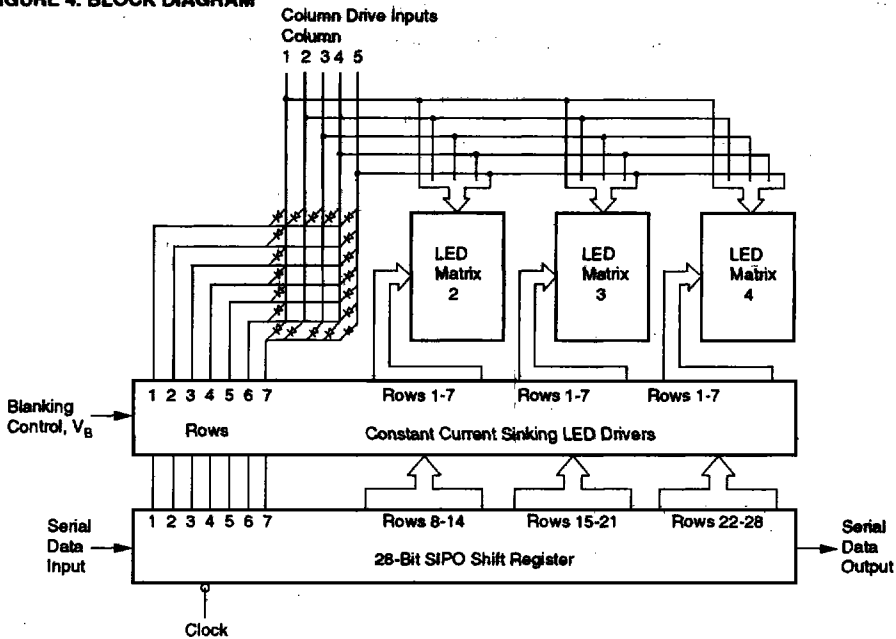 FIGURE 4. BLOCK DIAGRAM
Column Drive Inputs
Column
1 2 3 4 5
LED
Matrix
2
LED
Matrix
3
LED
Matrix
4
Blanking
Control, VB
1 2 3 4 5 6 7
Rows 1-7
Rows 1-7
Rows 1-7
Rows
Constant Current Sinking LED Drivers
Serial
Data
Input
1 2 3 4 5 6 7
Rows 8-14
Rows 15-21
Rows 22-28
28-Bit SIPO Shift Register
Serial
Data
Output
Clock